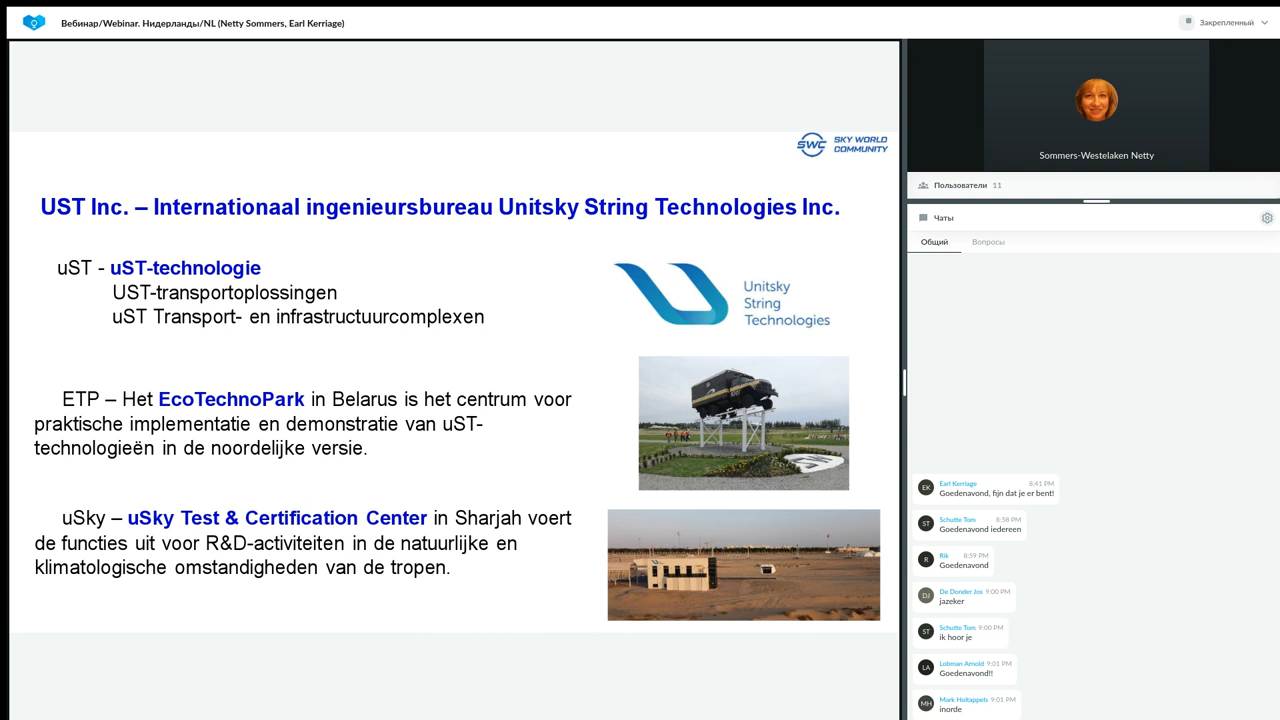 Вебинар/Webinar. Нидерланды/NL (Netty Sommers, Earl Kerriage)
Закрепленный
SWC SKY WORLD
COMMUNITY
UST Inc. – Internationaal ingenieursbureau Unitsky String Technologies Inc.
uST - uST-technologie
UST-transportoplossingen
uST Transport- en infrastructuurcomplexen
Unitsky
String
Technologies
ETP – Het EcoTechnoPark in Belarus is het centrum voor
praktische implementatie en demonstratie van uST-
technologieën in de noordelijke versie.
uSky – uSky Test & Certification Center in Sharjah voert
de functies uit voor R&D-activiteiten in de natuurlijke en
klimatologische omstandigheden van de tropen.
Sommers-Westelaken Netty
Пользователи 11
Чаты
Общий Вопросы
EK Earl Kerriage 8:41 PM
Goedenavond, fijn dat je er bent!
ST Schutte Tom 8:58 PM
Goedenavond iedereen
R Rik 8:59 PM
Goedenavond
DJ De Donder Jos 9:00 PM
jazeker
ST Schutte Tom 9:00 PM
ik hoor je
LA Lobman Arnold 9:01 PM
Goedenavond!!
MH Mark Holtappels 9:01 PM
inorde